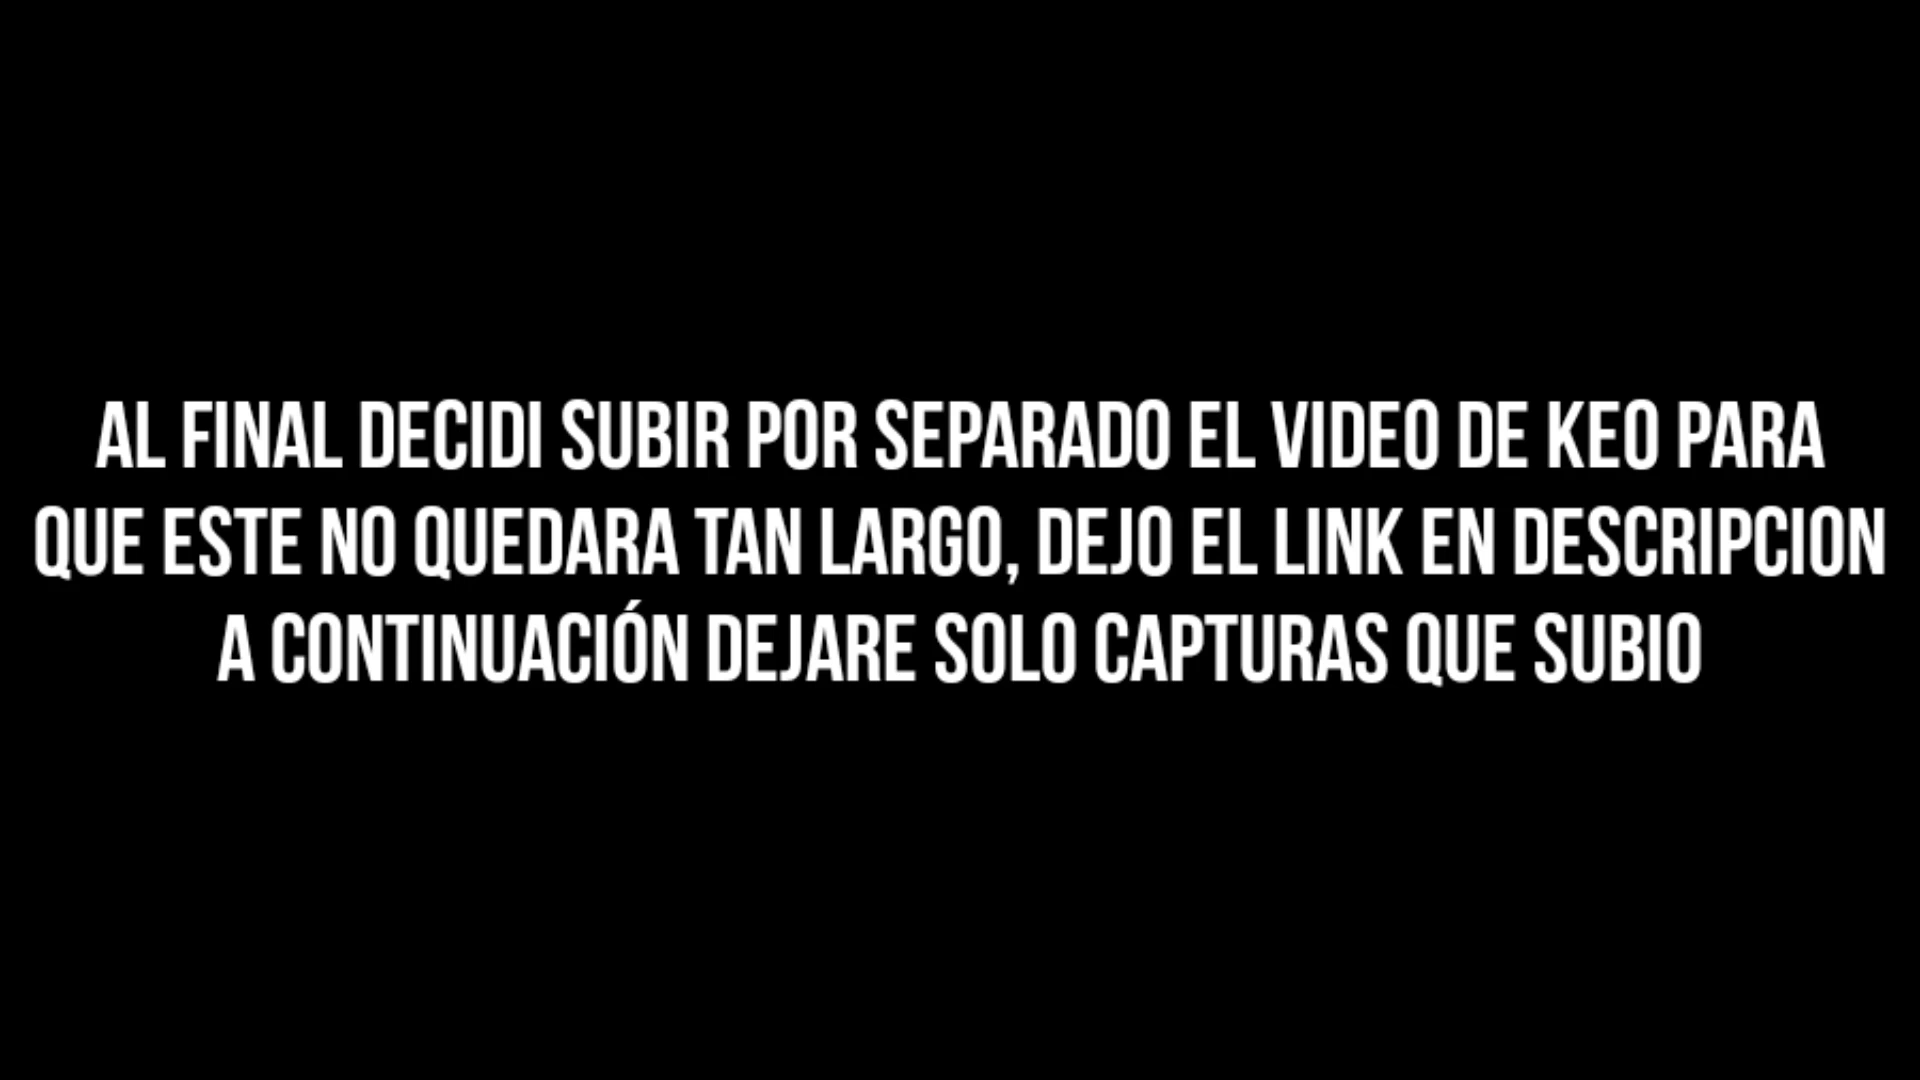 AL FINAL DECIDI SUBIR POR SEPARADO EL VIDEO DE KEO PARA
QUE ESTE NO QUEDARA TAN LARGO, DEJO EL LINK EN DESCRIPCION
A CONTINUACIÓN DEJARE SOLO CAPTURAS QUE SUBIO